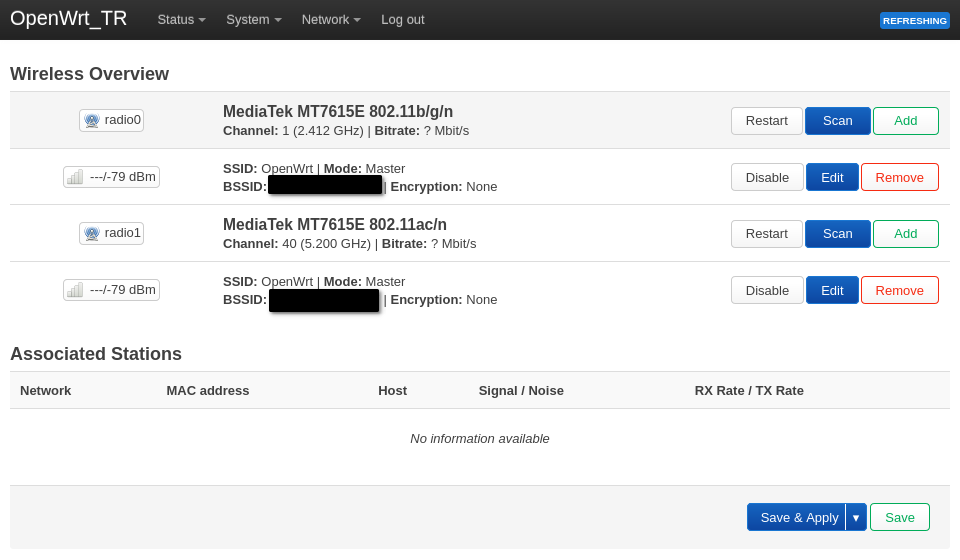 OpenWrt_TR Status System Network Log out REFRESHING
Wireless Overview
radio0
MediaTek MT7615E 802.11b/g/n
Channel: 1 (2.412 GHz) | Bitrate: ? Mbit/s
Restart Scan Add
---/-79 dBm
SSID: OpenWrt | Mode: Master
BSSID: | Encryption: None
Disable Edit Remove
radio1
MediaTek MT7615E 802.11ac/n
Channel: 40 (5.200 GHz) | Bitrate: ? Mbit/s
Restart Scan Add
---/-79 dBm
SSID: OpenWrt | Mode: Master
BSSID: | Encryption: None
Disable Edit Remove
Associated Stations
Network MAC address Host Signal / Noise RX Rate / TX Rate
No information available
Save & Apply ▾ Save